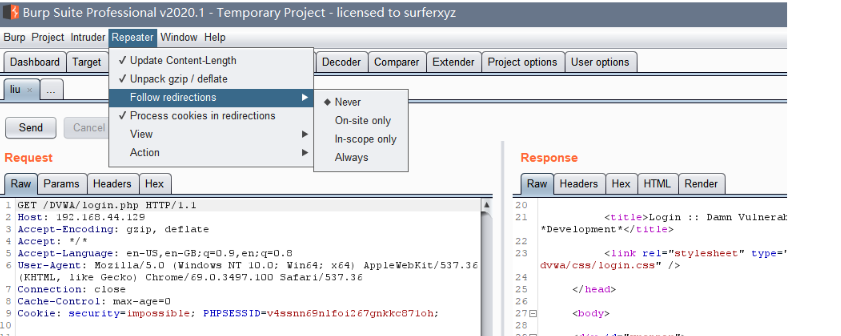 Burp Suite Professional v2020.1 - Temporary Project - licensed to surferxyz
Burp Project Intruder Repeater Window Help
Dashboard Target Decoder Comparer Extender Project options User options
✓ Update Content-Length
✓ Unpack gzip / deflate
Follow redirections
✓ Process cookies in redirections
View
Action
◆ Never
On-site only
In-scope only
Always
liu × ...
Send Cancel
Request
Raw Params Headers Hex
1 GET /DVWA/login.php HTTP/1.1
2 Host: 192.168.44.129
3 Accept-Encoding: gzip, deflate
4 Accept: */*
5 Accept-Language: en-US,en-GB;q=0.9,en;q=0.8
6 User-Agent: Mozilla/5.0 (Windows NT 10.0; Win64; x64) AppleWebKit/537.36
(KHTML, like Gecko) Chrome/69.0.3497.100 Safari/537.36
7 Connection: close
8 Cache-Control: max-age=0
9 Cookie: security=impossible; PHPSESSID=v4ssnn69nlfoi267gnkkc87loh;
10
Response
Raw Headers Hex HTML Render
20
21 <title>Login :: Damn Vulnerab
*Development*</title>
22
23 <link rel="stylesheet" type="
dvwa/css/login.css" />
24
25 </head>
26
27 <body>
28